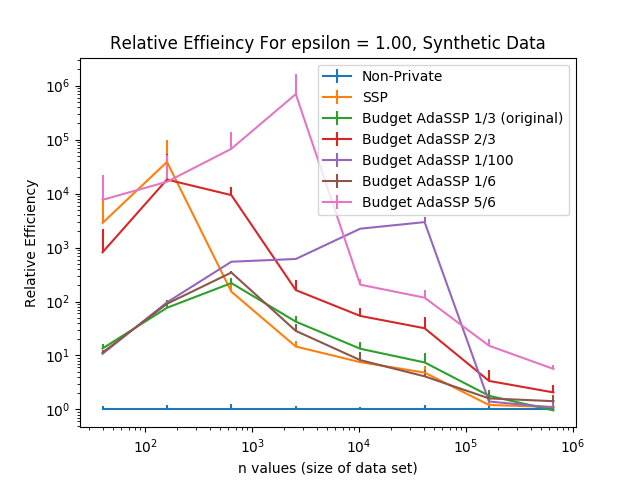 Relative Effieincy For epsilon = 1.00, Synthetic Data
Relative Efficiency
10^6
10^5
10^4
10^3
10^2
10^1
10^0
Non-Private
SSP
Budget AdaSSP 1/3 (original)
Budget AdaSSP 2/3
Budget AdaSSP 1/100
Budget AdaSSP 1/6
Budget AdaSSP 5/6
10^2 10^3 10^4 10^5 10^6
n values (size of data set)